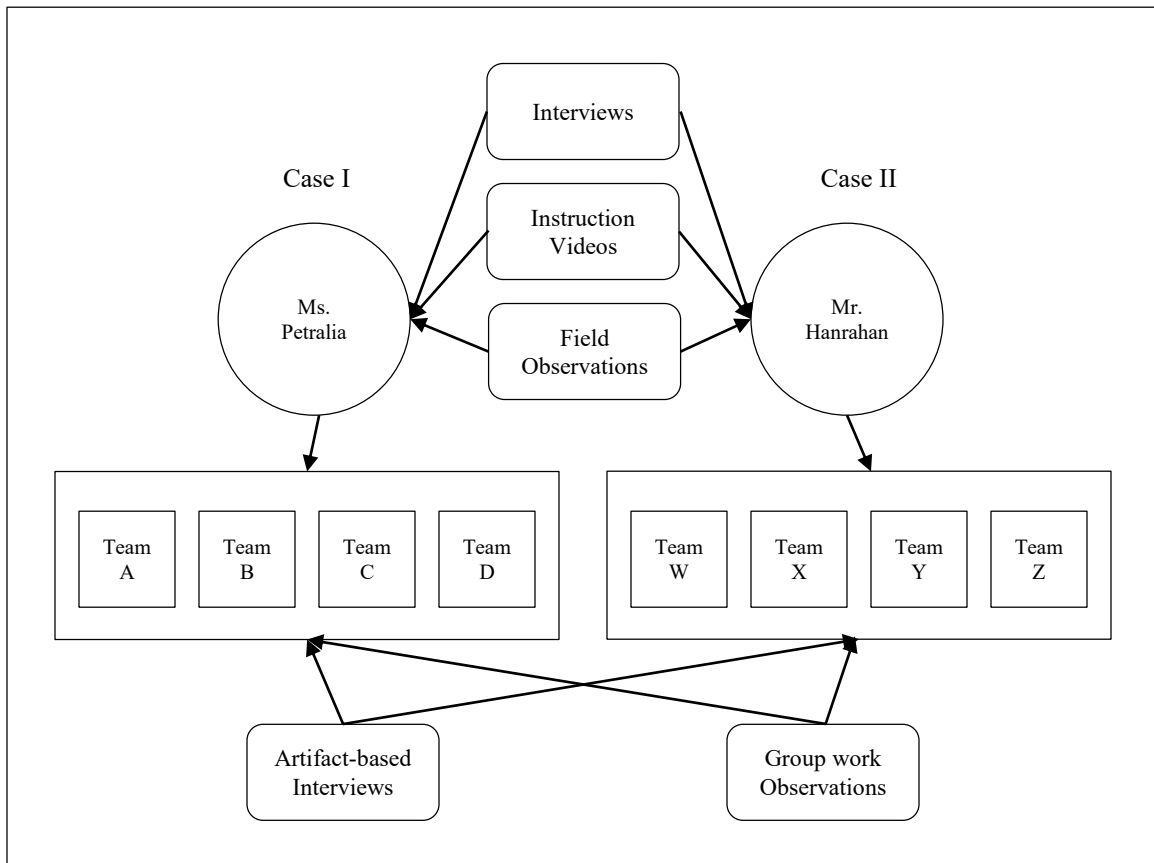 Interviews
Case I
Case II
Instruction
Videos
Ms.
Petralia
Mr.
Hanrahan
Field
Observations
Team
A
Team
B
Team
C
Team
D
Team
W
Team
X
Team
Y
Team
Z
Artifact-based
Interviews
Group work
Observations